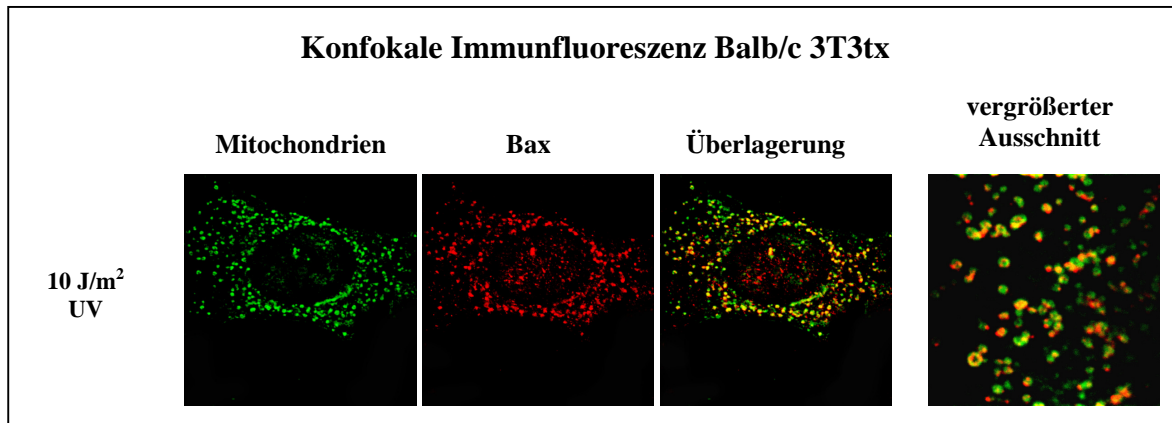 Konfokale Immunfluoreszenz Balb/c 3T3tx
Mitochondrien
Bax
Überlagerung
vergrößerter
Ausschnitt
10 J/m²
UV